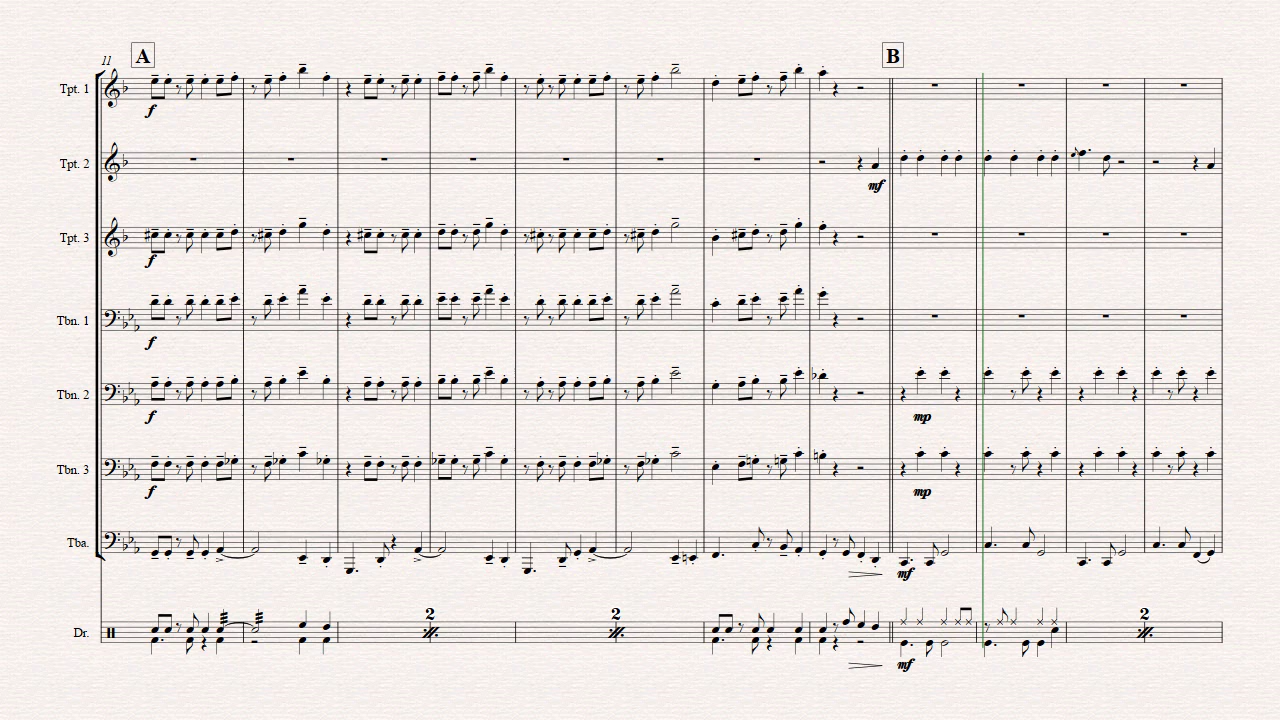 A B
11
Tpt. 1
f
Tpt. 2
mf
Tpt. 3
f
Tbn. 1
f
Tbn. 2
f mp
Tbn. 3
f mp
Tba.
mf
2 2 2
Dr.
mf